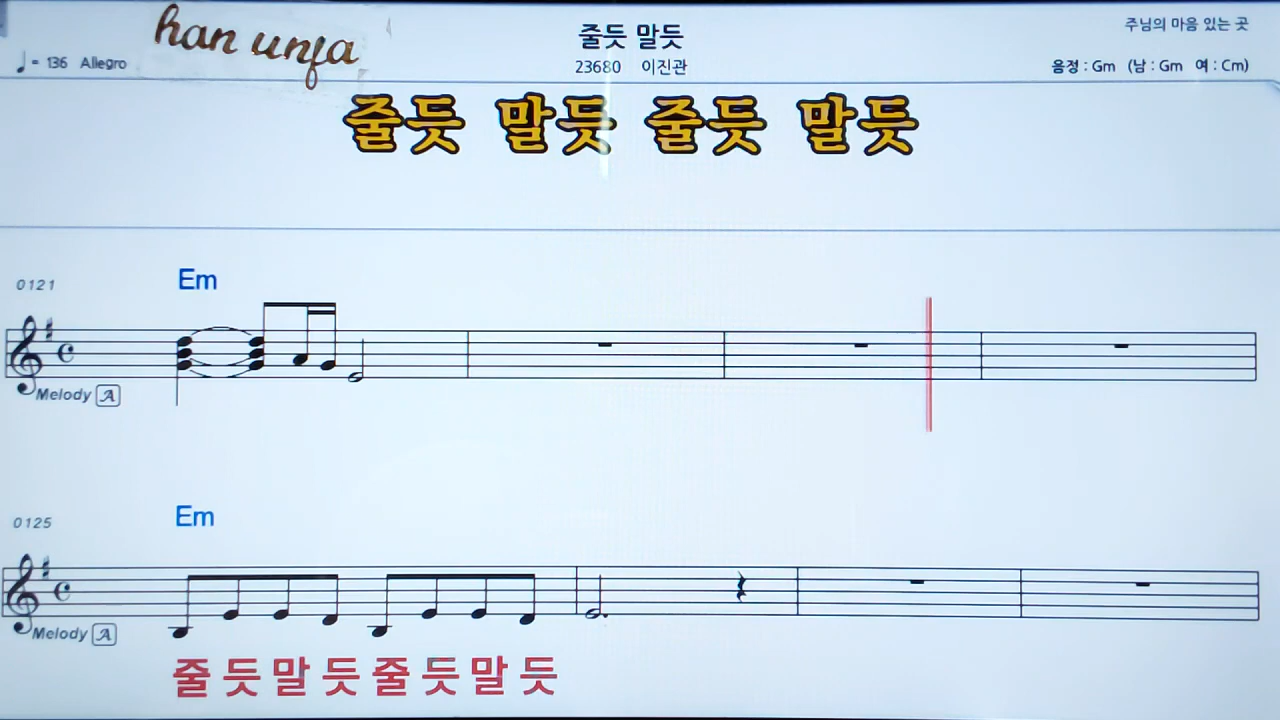 han unja
줄듯 말듯
주님의 마음 있는 곳
♩= 136 Allegro
23680 이진관
음정 : Gm (남 : Gm 여 : Cm)
줄듯 말듯 줄듯 말듯
0121
Em
Melody A
0125
Em
Melody A
줄 듯 말 듯 줄 듯 말 듯